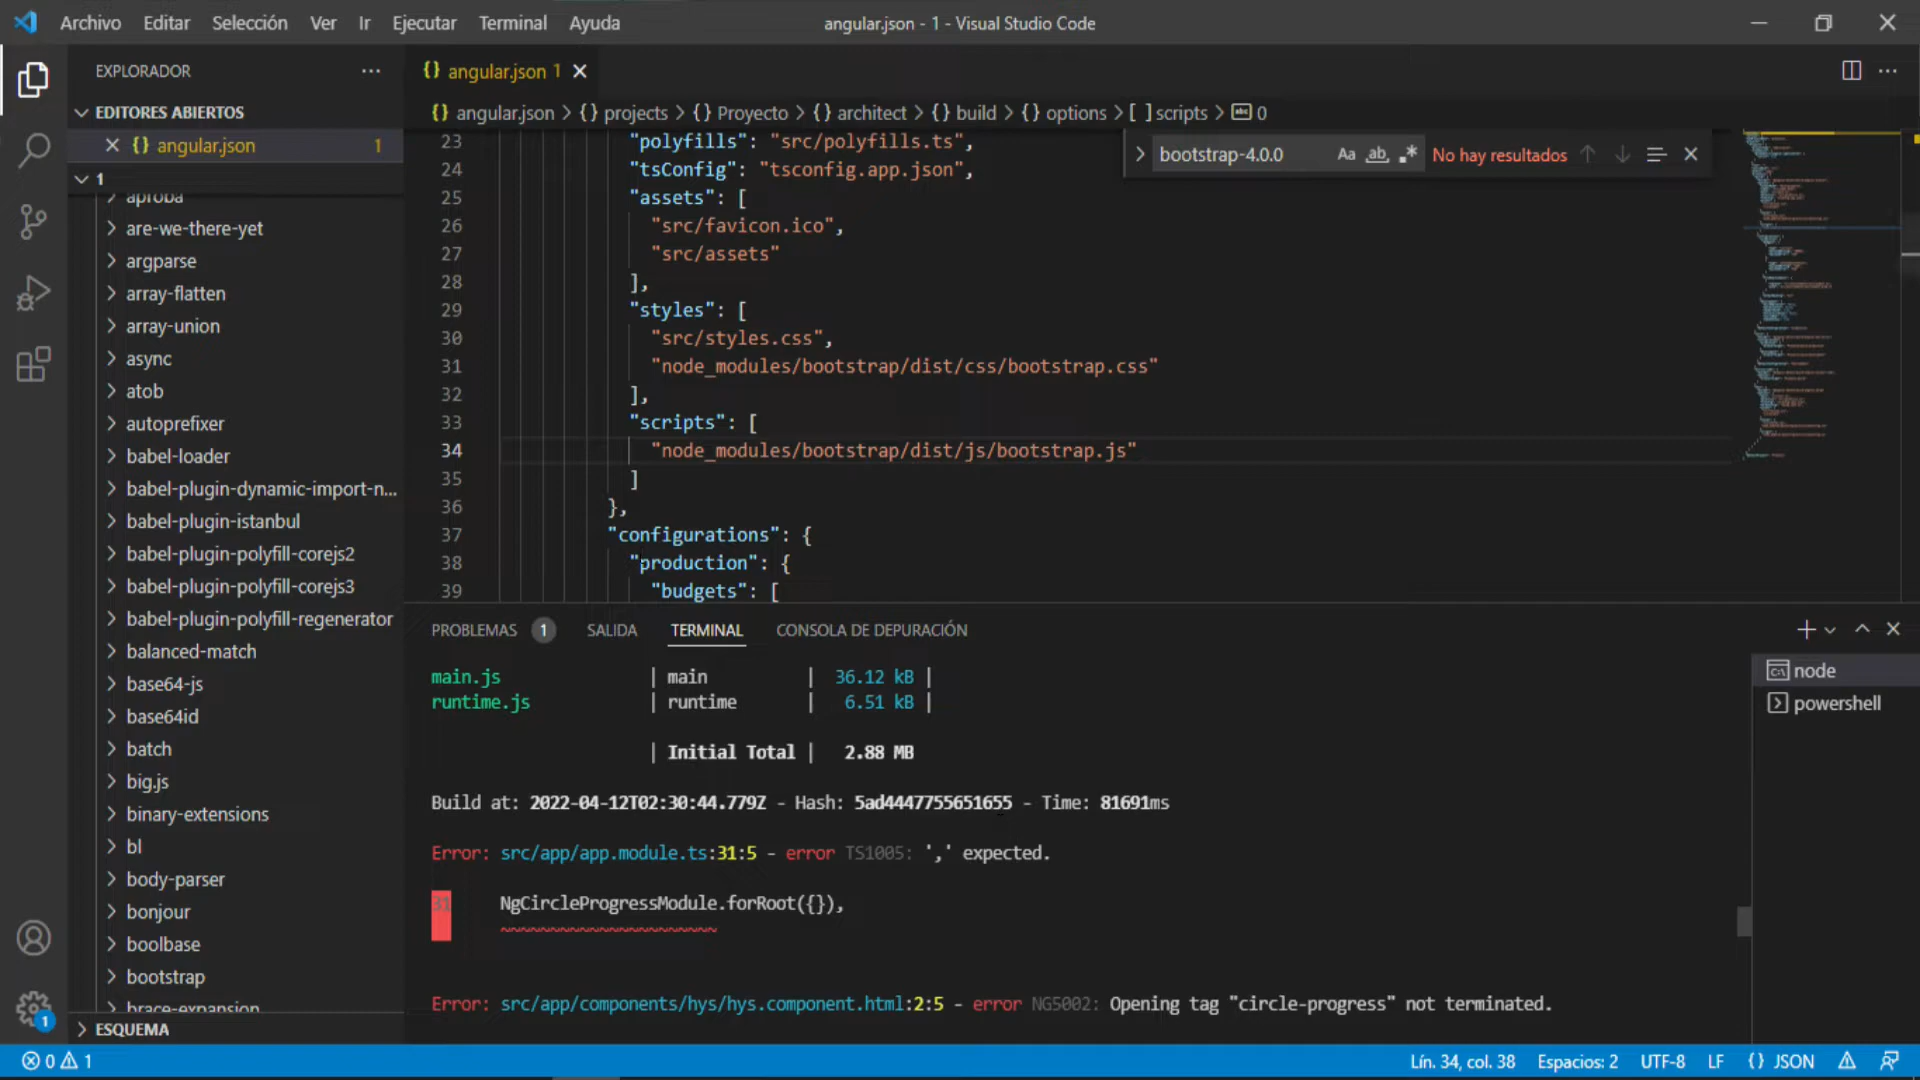 Archivo Editar Selección Ver Ir Ejecutar Terminal Ayuda
angular.json - 1 - Visual Studio Code
EXPLORADOR
EDITORES ABIERTOS
{} angular.json 1
1
aproba
are-we-there-yet
argparse
array-flatten
array-union
async
atob
autoprefixer
babel-loader
babel-plugin-dynamic-import-n...
babel-plugin-istanbul
babel-plugin-polyfill-corejs2
babel-plugin-polyfill-corejs3
babel-plugin-polyfill-regenerator
balanced-match
base64-js
base64id
batch
big.js
binary-extensions
bl
body-parser
bonjour
boolbase
bootstrap
brace-expansion
ESQUEMA
{} angular.json 1
{} angular.json > {} projects > {} Proyecto > {} architect > {} build > {} options > [ ] scripts > abc 0
bootstrap-4.0.0 Aa ab .* No hay resultados
23 "polyfills": "src/polyfills.ts",
24 "tsConfig": "tsconfig.app.json",
25 "assets": [
26 "src/favicon.ico",
27 "src/assets"
28 ],
29 "styles": [
30 "src/styles.css",
31 "node_modules/bootstrap/dist/css/bootstrap.css"
32 ],
33 "scripts": [
34 "node_modules/bootstrap/dist/js/bootstrap.js"
35 ]
36 },
37 "configurations": {
38 "production": {
39 "budgets": [
PROBLEMAS 1 SALIDA TERMINAL CONSOLA DE DEPURACIÓN
main.js | main | 36.12 kB |
runtime.js | runtime | 6.51 kB |
| Initial Total | 2.88 MB
Build at: 2022-04-12T02:30:44.779Z - Hash: 5ad4447755651655 - Time: 81691ms
Error: src/app/app.module.ts:31:5 - error TS1005: ',' expected.
31 NgCircleProgressModule.forRoot({}),
~~~~~~~~~~~~~~~~~~~~~~
Error: src/app/components/hys/hys.component.html:2:5 - error NG5002: Opening tag "circle-progress" not terminated.
node
powershell
1
0 1
Lín. 34, col. 38 Espacios: 2 UTF-8 LF {} JSON